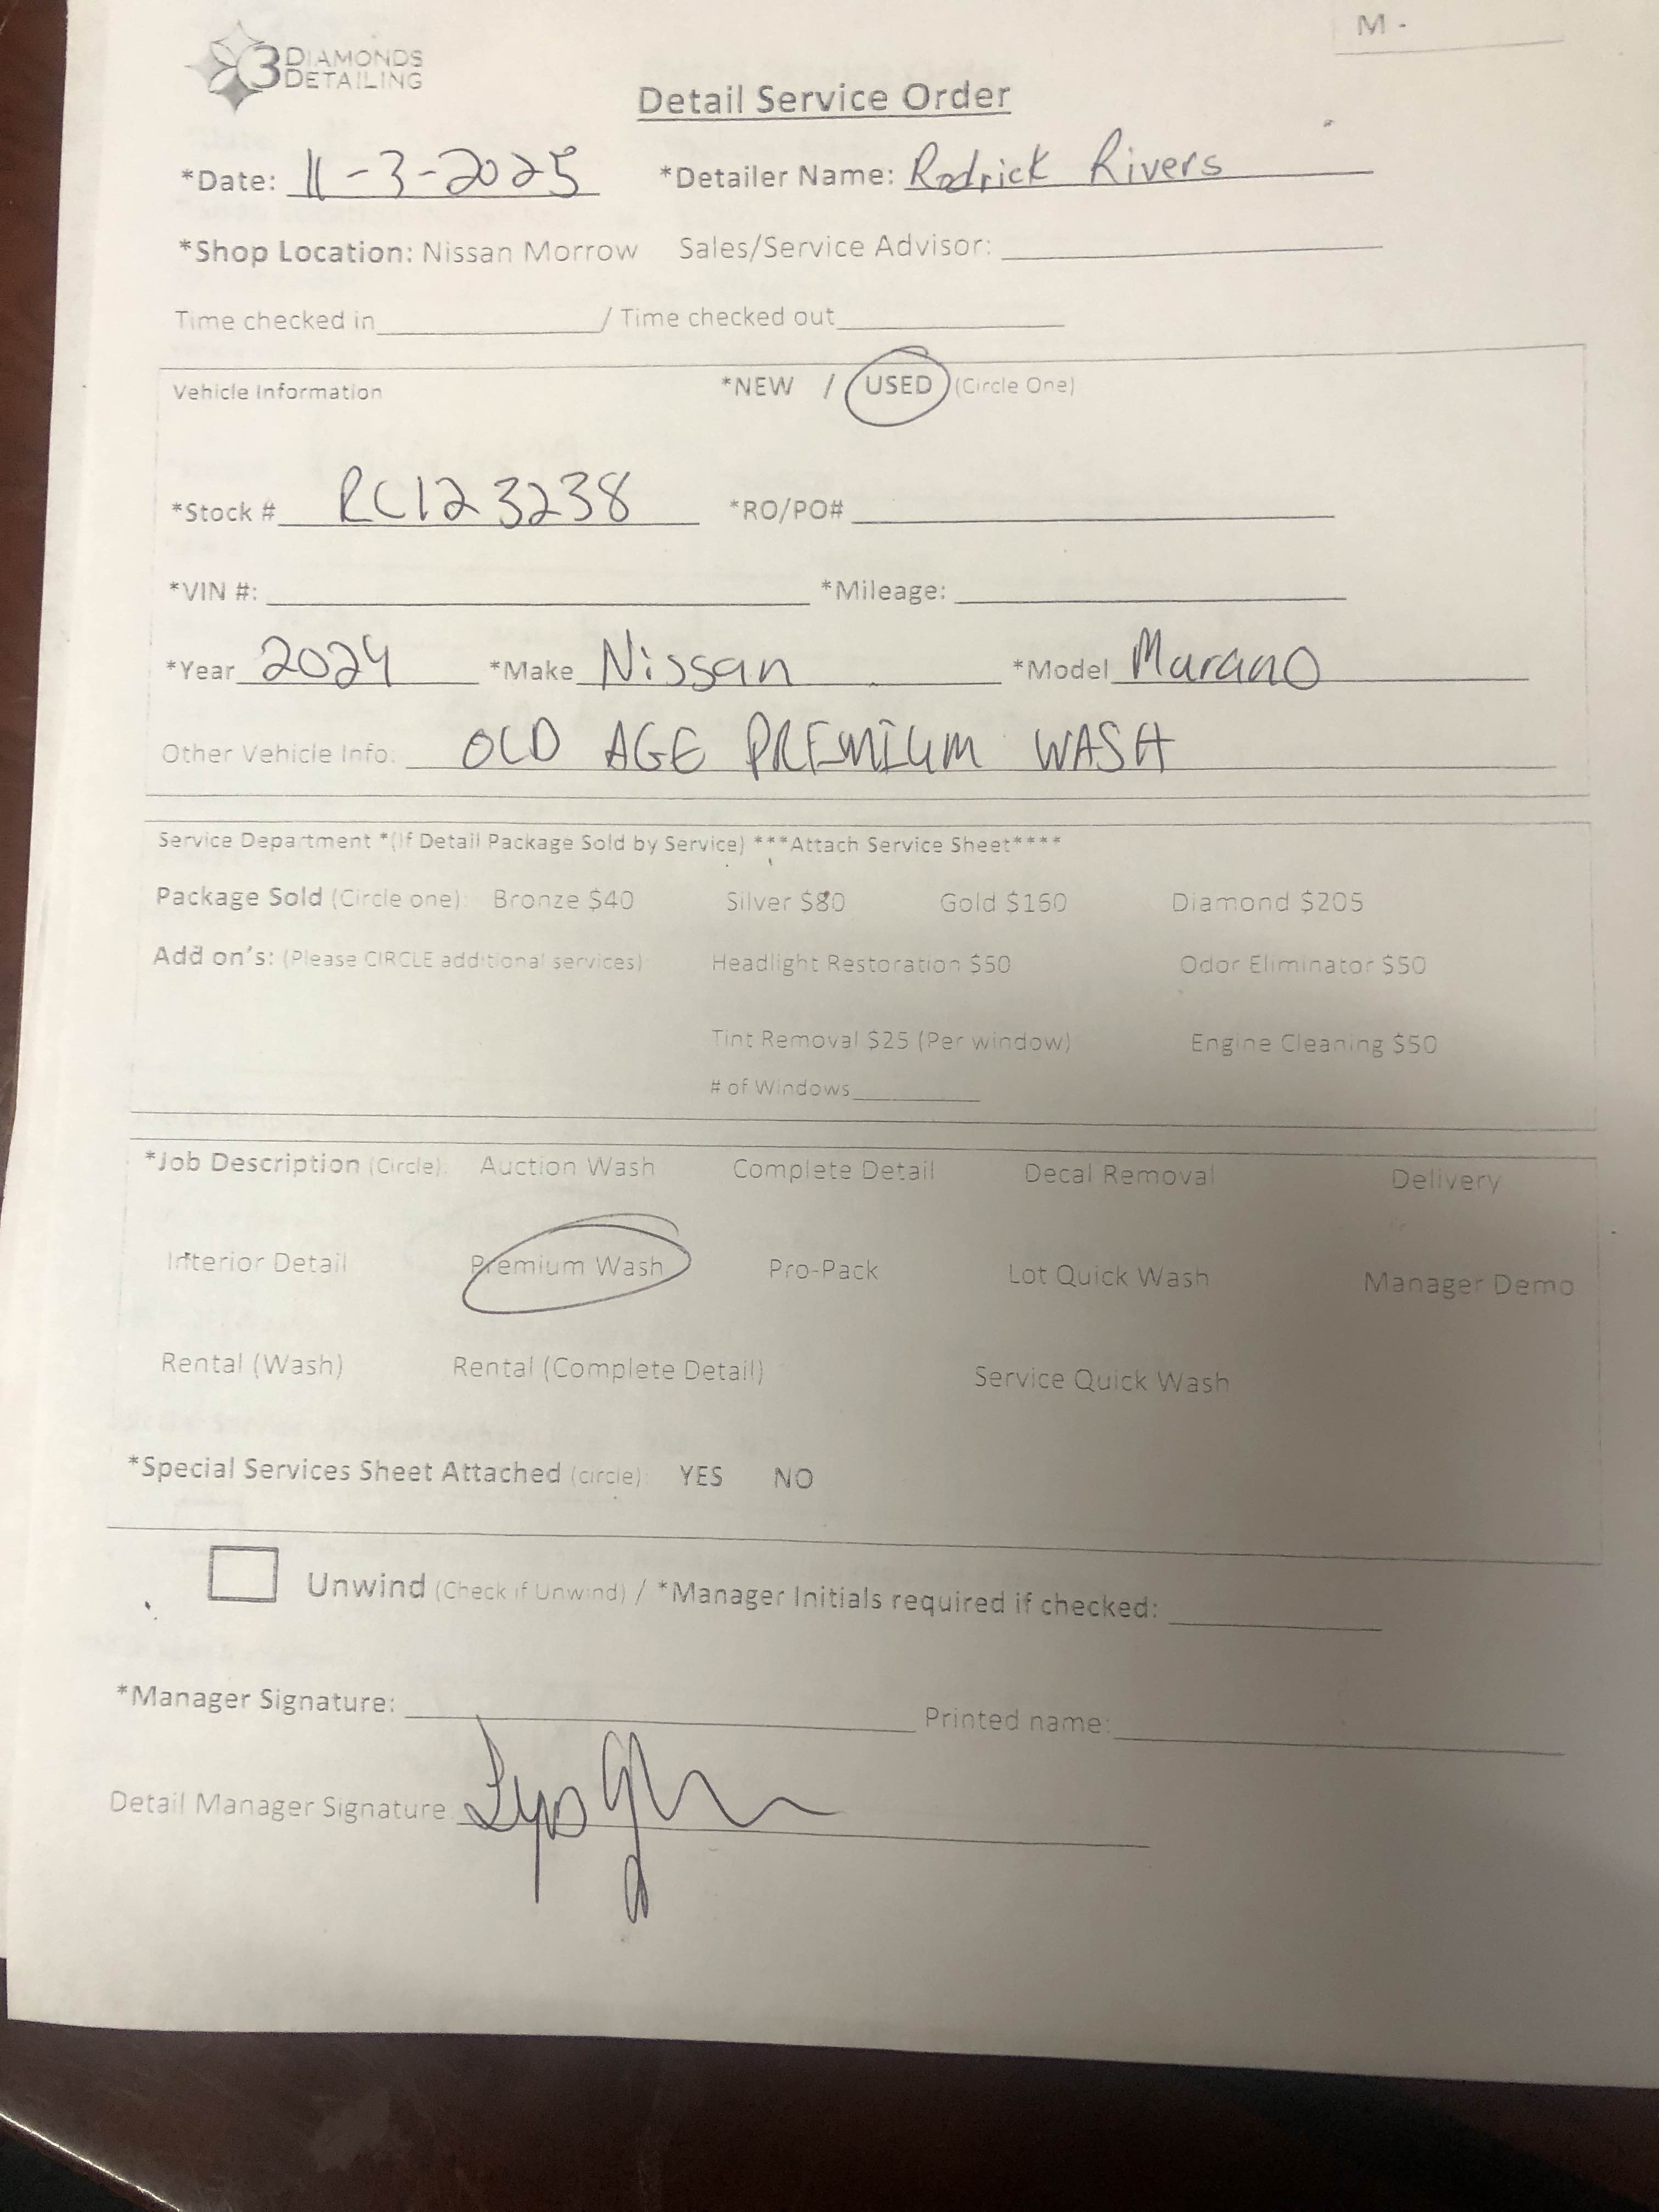 M -
3 DIAMONDS
DETAILING
Detail Service Order
*Date: 11-3-2025 *Detailer Name: Rodrick Rivers
*Shop Location: Nissan Morrow Sales/Service Advisor:
Time checked in / Time checked out
Vehicle Information *NEW / USED (Circle One)
*Stock # RC123238 *RO/PO#
*VIN #: *Mileage:
*Year 2024 *Make Nissan *Model Murano
Other Vehicle Info: OLD AGE PREMIUM WASH
Service Department *(If Detail Package Sold by Service) ***Attach Service Sheet****
Package Sold (Circle one): Bronze $40 Silver $80 Gold $160 Diamond $205
Add on's: (Please CIRCLE additional services) Headlight Restoration $50 Odor Eliminator $50
Tint Removal $25 (Per window) Engine Cleaning $50
# of Windows
*Job Description (Circle): Auction Wash Complete Detail Decal Removal Delivery
Interior Detail Premium Wash Pro-Pack Lot Quick Wash Manager Demo
Rental (Wash) Rental (Complete Detail) Service Quick Wash
*Special Services Sheet Attached (circle): YES NO
Unwind (Check if Unwind) / *Manager Initials required if checked:
*Manager Signature: Printed name:
Detail Manager Signature